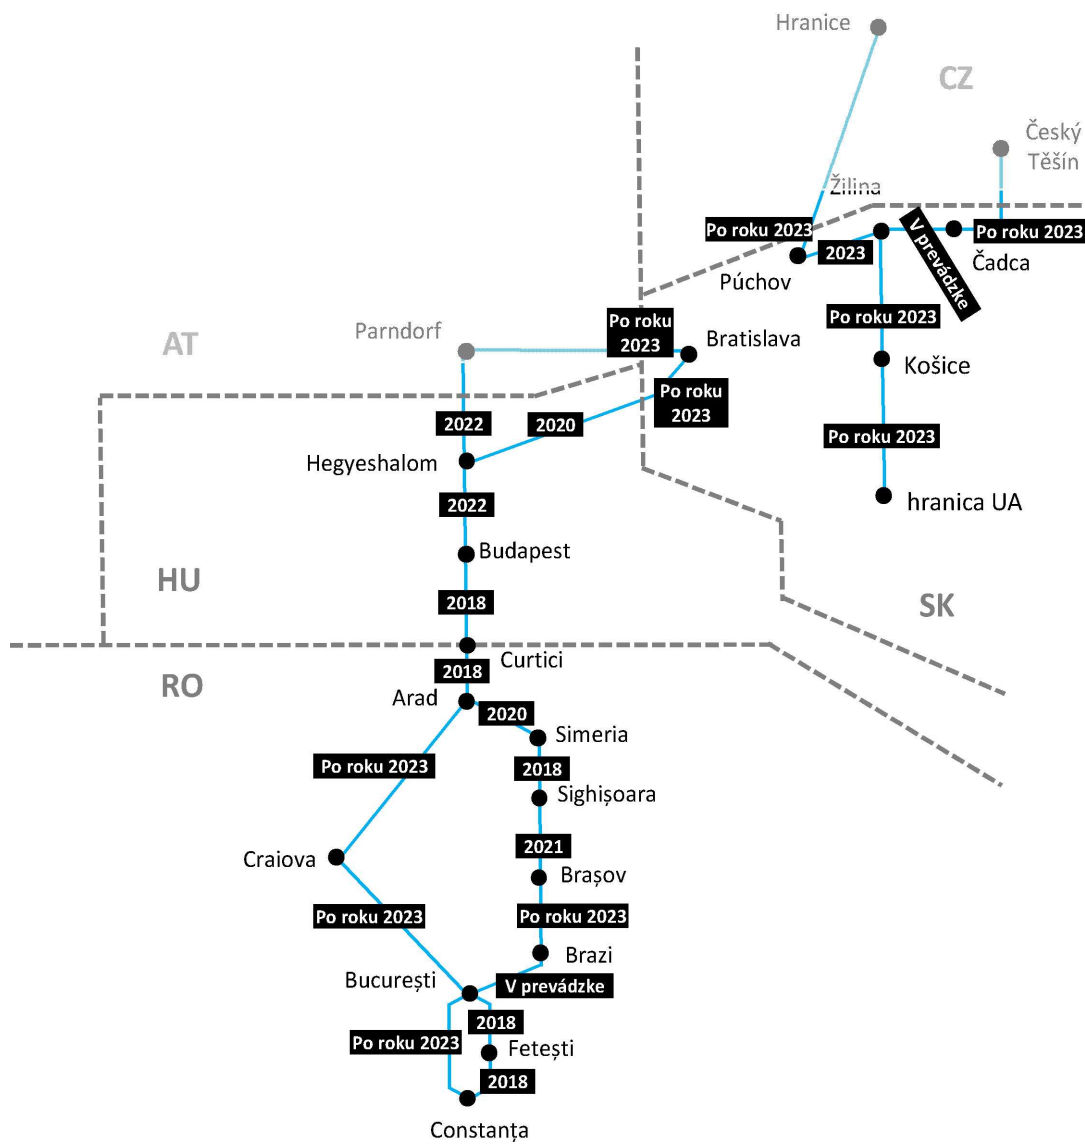 Hranice
CZ
Český
Těšín
Žilina
Po roku 2023
2023
V prevádzke
Po roku 2023
Púchov
Čadca
Po roku
2023
Po roku 2023
Parndorf
Bratislava
AT
Košice
Po roku
2023
2022
2020
Po roku 2023
Hegyeshalom
2022
hranica UA
Budapest
HU
2018
SK
Curtici
2018
RO
Arad
2020
Simeria
Po roku 2023
2018
Sighișoara
2021
Craiova
Brașov
Po roku 2023
Po roku 2023
Brazi
București
V prevádzke
2018
Po roku 2023
Fetești
2018
Constanța